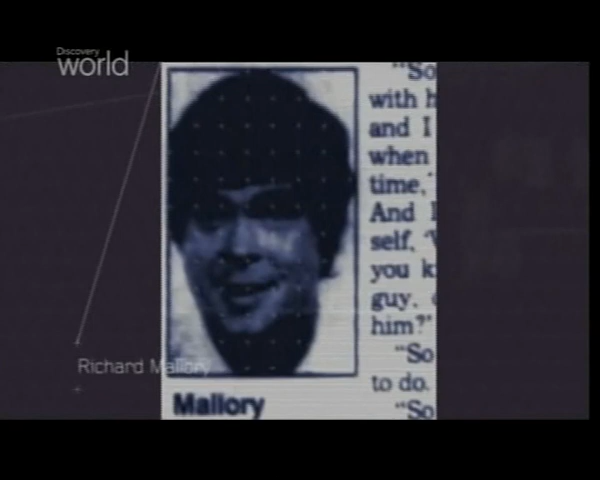 Discovery
world
"So
with h
and I
when
time,"
And I
self, "
you k
guy,
him?"
"So
to do.
"So
Richard Mallory
Mallory